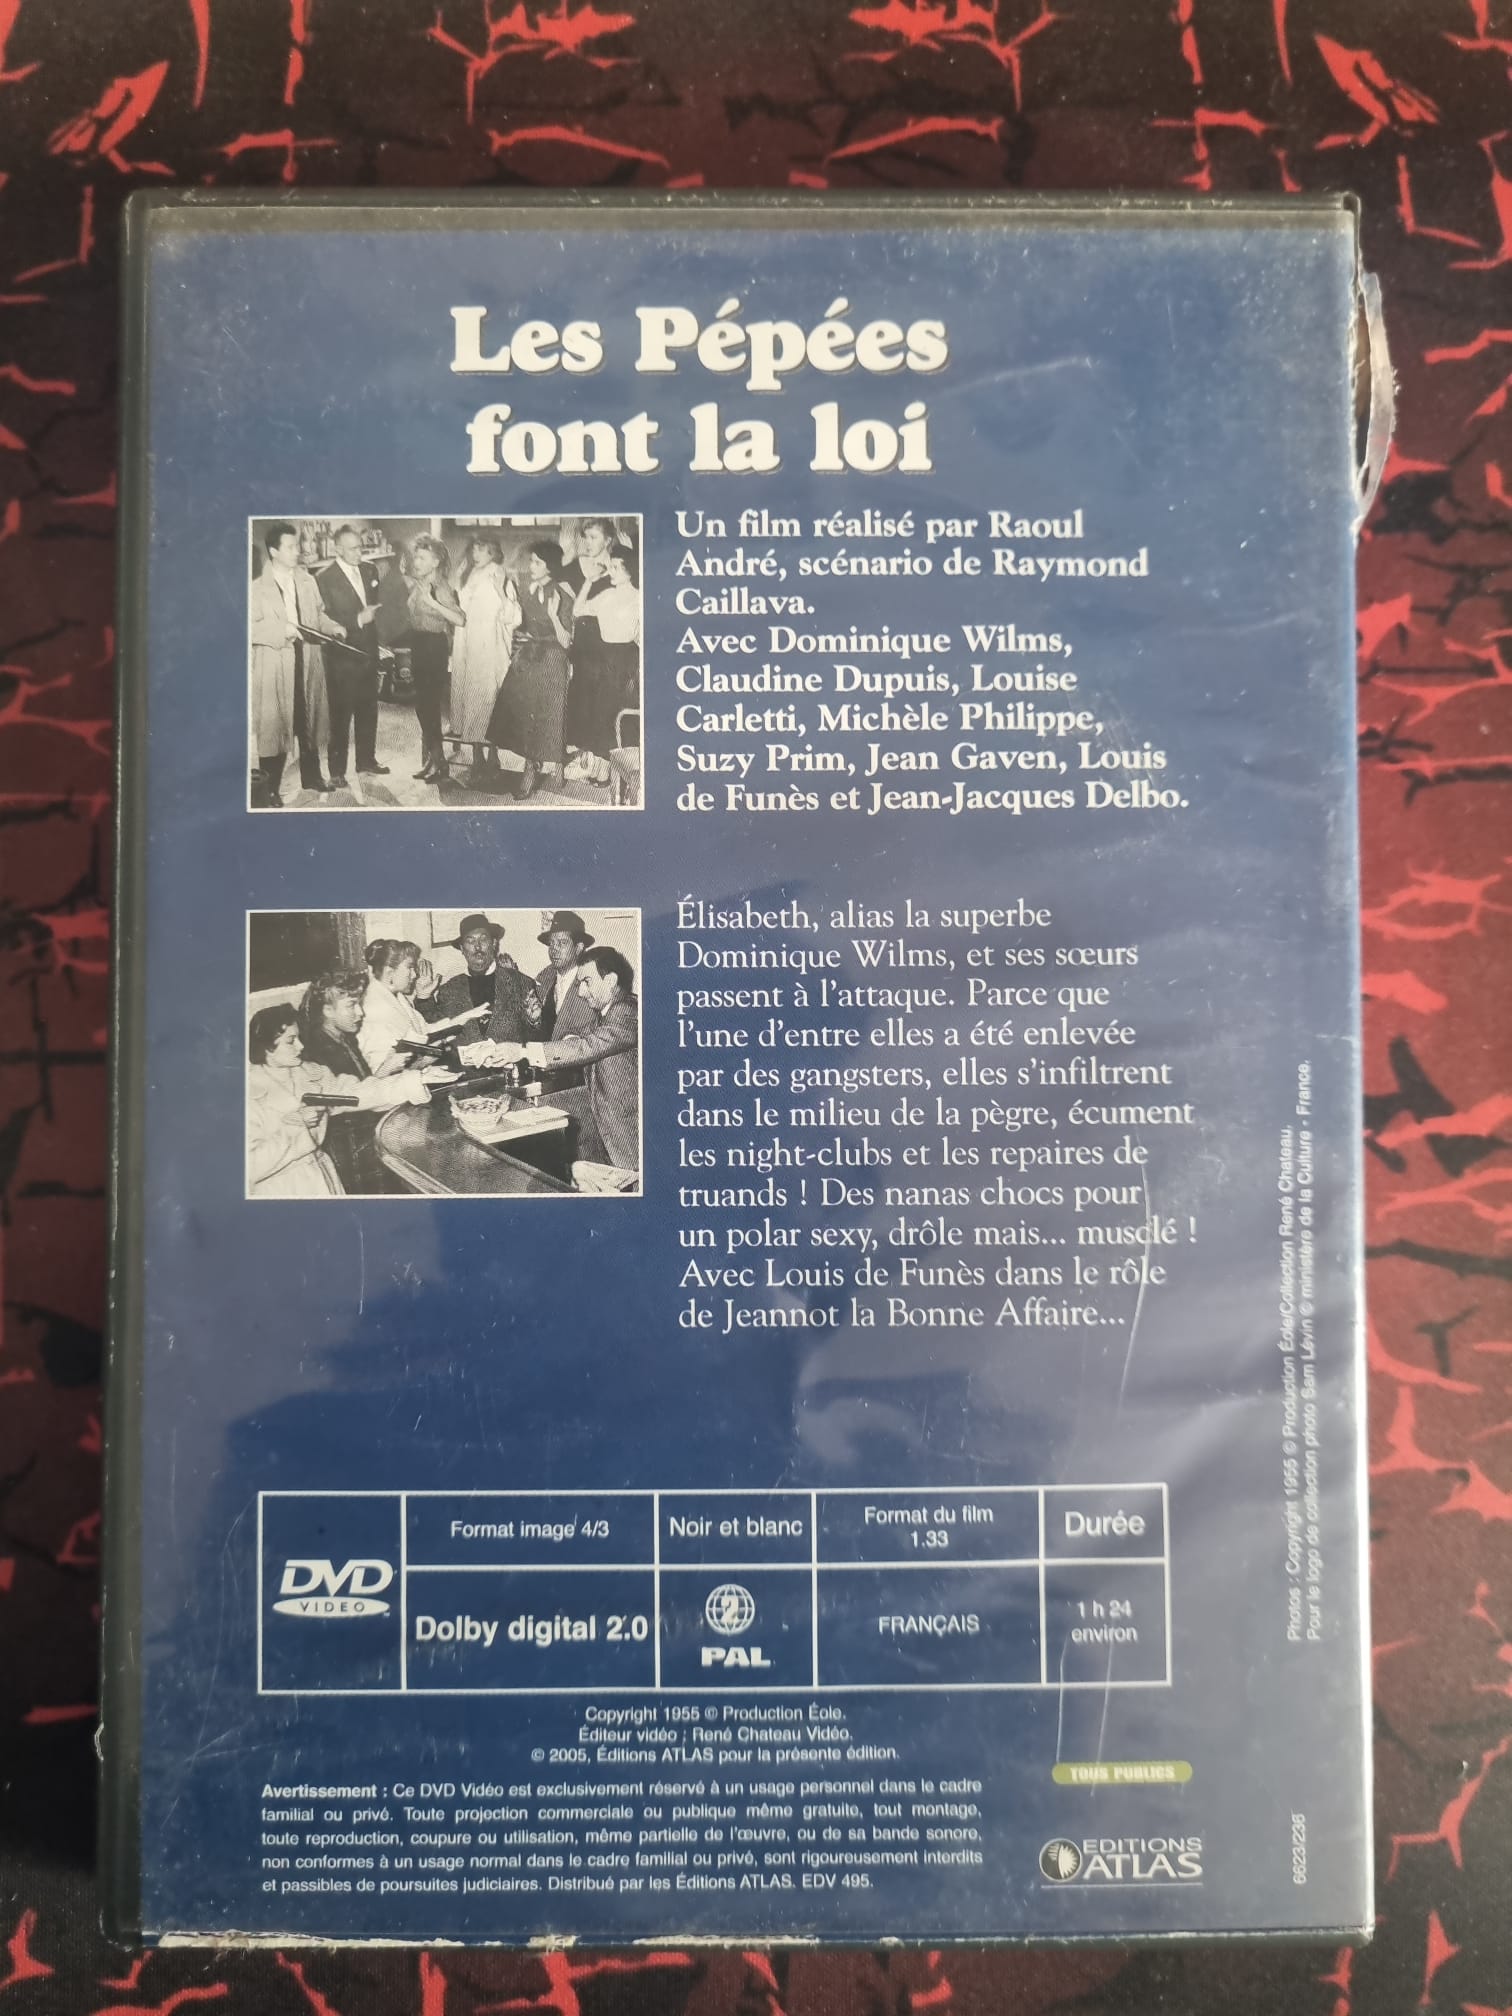 Les Pépées
font la loi
Un film réalisé par Raoul
André, scénario de Raymond
Caillava.
Avec Dominique Wilms,
Claudine Dupuis, Louise
Carletti, Michèle Philippe,
Suzy Prim, Jean Gaven, Louis
de Funès et Jean-Jacques Delbo.
Élisabeth, alias la superbe
Dominique Wilms, et ses sœurs
passent à l'attaque. Parce que
l'une d'entre elles a été enlevée
par des gangsters, elles s'infiltrent
dans le milieu de la pègre, écument
les night-clubs et les repaires de
truands ! Des nanas chocs pour
un polar sexy, drôle mais... musclé !
Avec Louis de Funès dans le rôle
de Jeannot la Bonne Affaire...
DVD
VIDEO
Format image 4/3
Noir et blanc
Format du film
1.33
Durée
Dolby digital 2.0
2
PAL
FRANÇAIS
1 h 24
environ
Copyright 1955 © Production Éole.
Éditeur vidéo : René Chateau Vidéo.
© 2005, Éditions ATLAS pour la présente édition.
Avertissement : Ce DVD Vidéo est exclusivement réservé à un usage personnel dans le cadre
familial ou privé. Toute projection commerciale ou publique même gratuite, tout montage,
toute reproduction, coupure ou utilisation, même partielle de l'œuvre, ou de sa bande sonore,
non conformes à un usage normal dans le cadre familial ou privé, sont rigoureusement interdits
et passibles de poursuites judiciaires. Distribué par les Éditions ATLAS. EDV 495.
TOUS PUBLICS
EDITIONS
ATLAS
Photos : Copyright 1955 © Production Éole/Collection René Chateau.
Pour le logo de collection photo Sam Lévin © ministère de la Culture - France.
6623/236